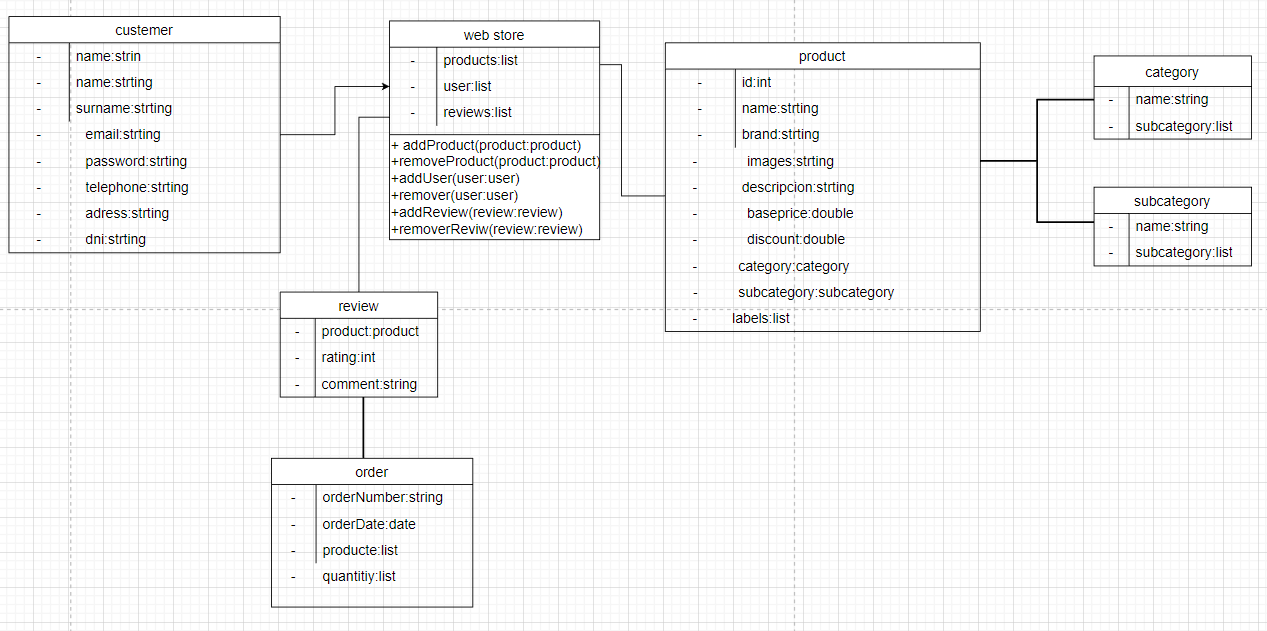 custemer
- name:strin
- name:strting
- surname:strting
- email:strting
- password:strting
- telephone:strting
- adress:strting
- dni:strting
web store
- products:list
- user:list
- reviews:list
+ addProduct(product:product)
+removeProduct(product:product)
+addUser(user:user)
+remover(user:user)
+addReview(review:review)
+removerReviw(review:review)
product
- id:int
- name:strting
- brand:strting
- images:strting
- descripcion:strting
- baseprice:double
- discount:double
- category:category
- subcategory:subcategory
- labels:list
category
- name:string
- subcategory:list
subcategory
- name:string
- subcategory:list
review
- product:product
- rating:int
- comment:string
order
- orderNumber:string
- orderDate:date
- producte:list
- quantitiy:list